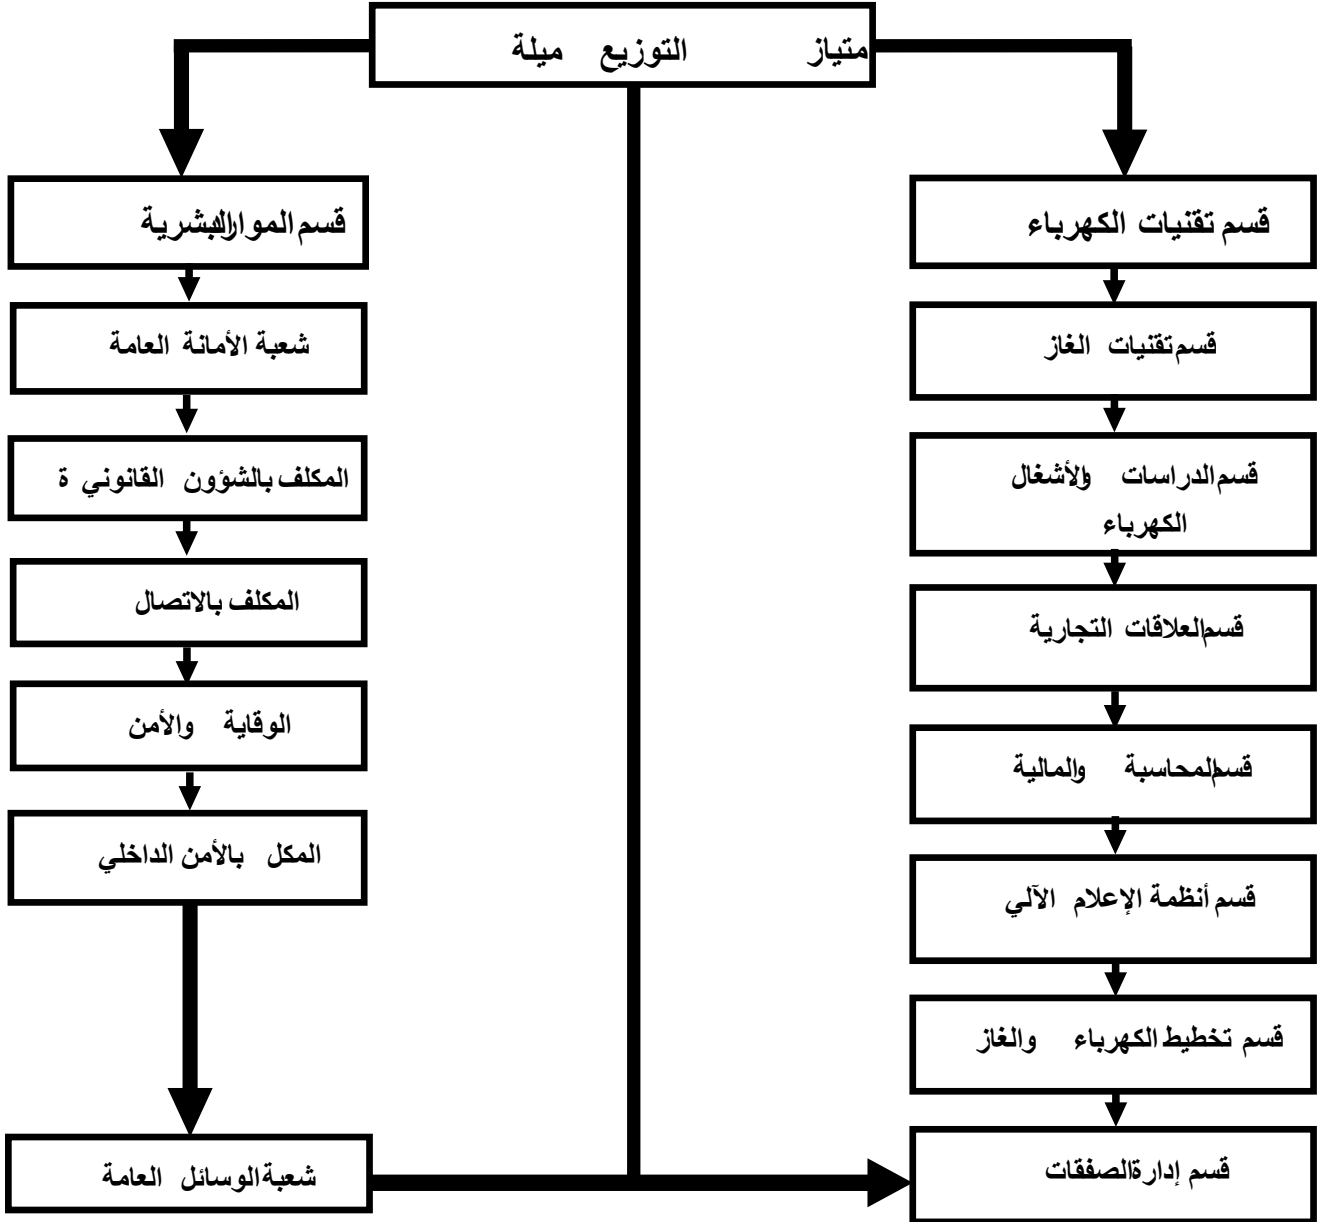 متياز التوزيع ميلة
قسم تقنيات الكهرباء
قسم تقنيات الغاز
قسم الدراسات والأشغال
الكهرباء
قسم العلاقات التجارية
قسم المحاسبة والمالية
قسم أنظمة الإعلام الآلي
قسم تخطيط الكهرباء والغاز
قسم إدارة الصفقات
قسم الموارد البشرية
شعبة الأمانة العامة
المكلف بالشؤون القانوني ة
المكلف بالاتصال
الوقاية والأمن
المكل بالأمن الداخلي
شعبة الوسائل العامة